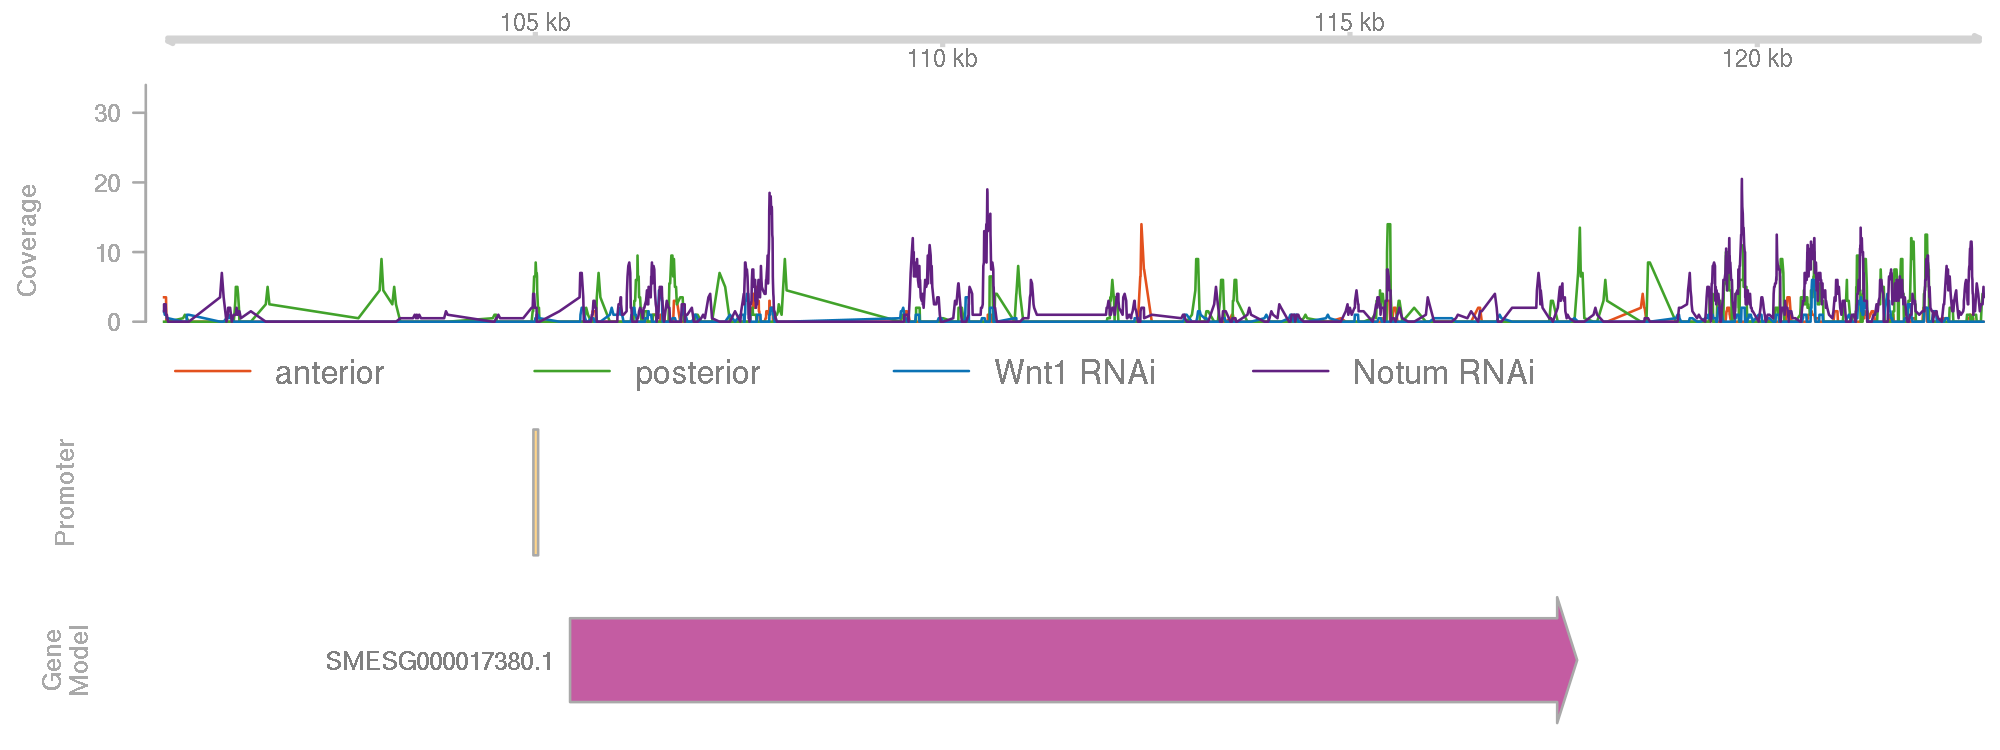 105 kb
115 kb
110 kb
120 kb
Coverage
30
20
10
0
anterior
posterior
Wnt1 RNAi
Notum RNAi
Promoter
Gene
Model
SMESG000017380.1